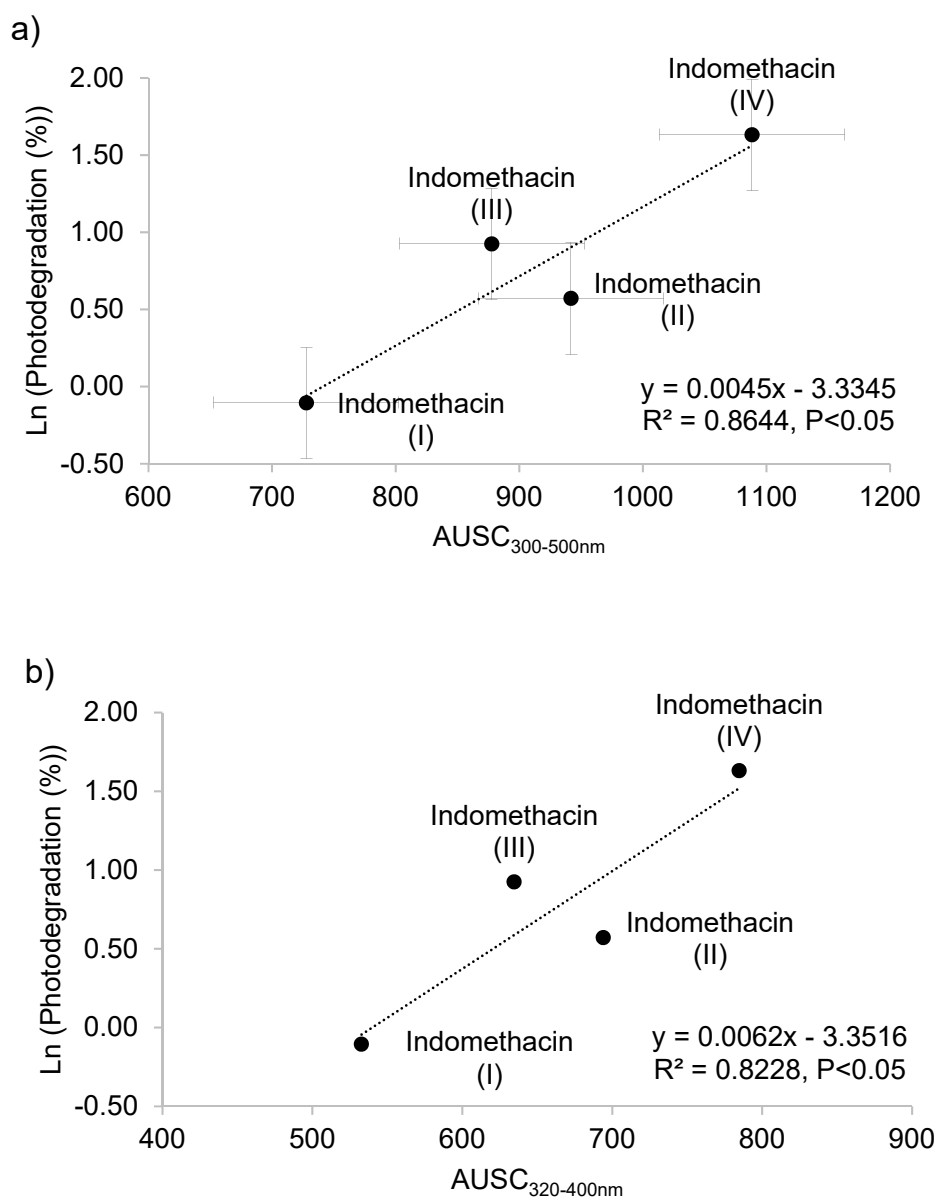 a)
Ln (Photodegradation (%))
2.00
1.50
1.00
0.50
0.00
-0.50
Indomethacin
(IV)
Indomethacin
(III)
Indomethacin
(II)
Indomethacin
(I)
y = 0.0045x - 3.3345
R² = 0.8644, P<0.05
600 700 800 900 1000 1100 1200
AUSC300-500nm
b)
Ln (Photodegradation (%))
2.00
1.50
1.00
0.50
0.00
-0.50
Indomethacin
(IV)
Indomethacin
(III)
Indomethacin
(II)
Indomethacin
(I)
y = 0.0062x - 3.3516
R² = 0.8228, P<0.05
400 500 600 700 800 900
AUSC320-400nm